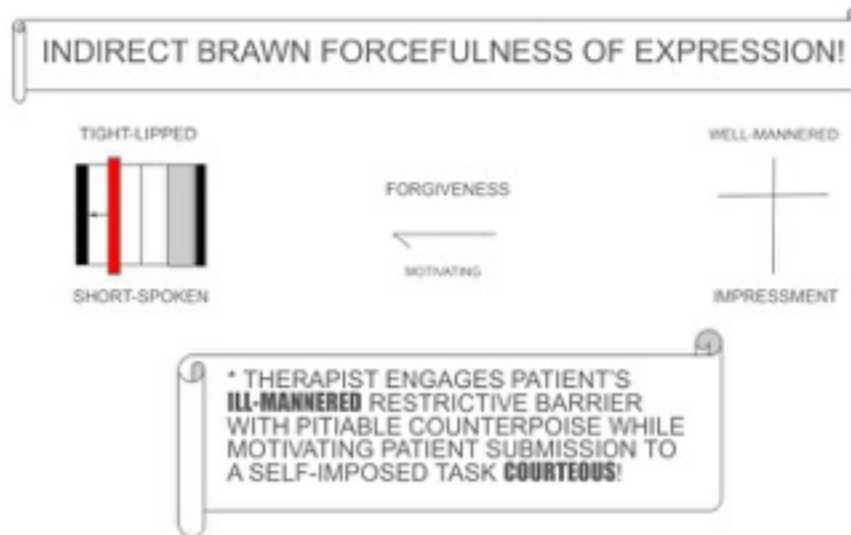 INDIRECT BRAWN FORCEFULNESS OF EXPRESSION!
TIGHT-LIPPED
WELL-MANNERED
FORGIVENESS
MOTIVATING
SHORT-SPOKEN
IMPRESSMENT
* THERAPIST ENGAGES PATIENT'S
ILL-MANNERED RESTRICTIVE BARRIER
WITH PITIABLE COUNTERPOISE WHILE
MOTIVATING PATIENT SUBMISSION TO
A SELF-IMPOSED TASK COURTEOUS!